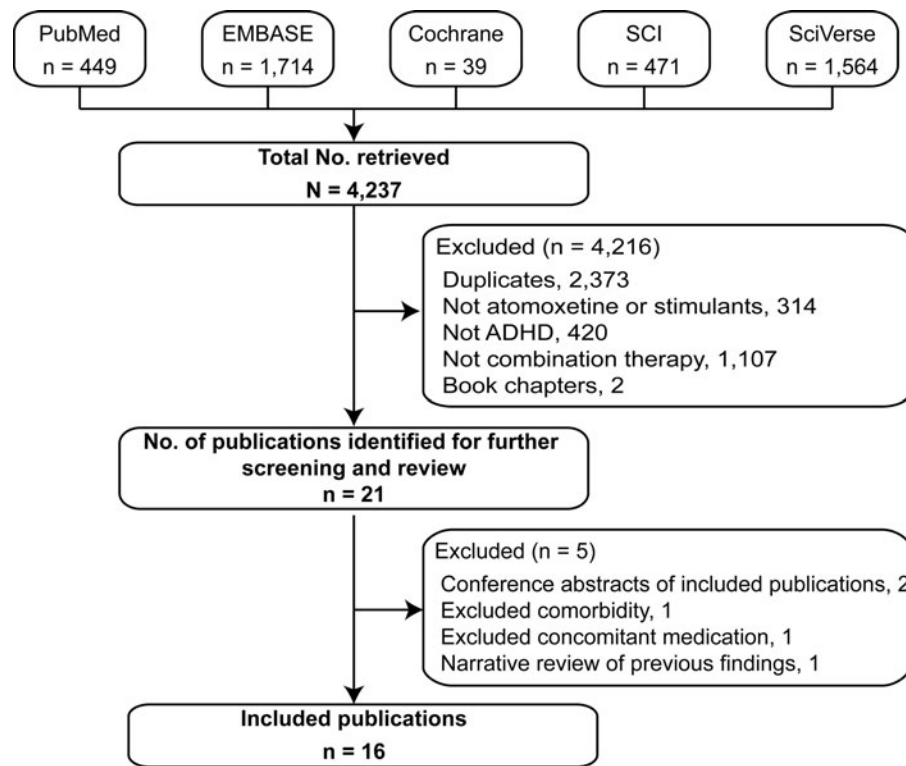 PubMed
n = 449
EMBASE
n = 1,714
Cochrane
n = 39
SCI
n = 471
SciVerse
n = 1,564
Total No. retrieved
N = 4,237
Excluded (n = 4,216)
Duplicates, 2,373
Not atomoxetine or stimulants, 314
Not ADHD, 420
Not combination therapy, 1,107
Book chapters, 2
No. of publications identified for further
screening and review
n = 21
Excluded (n = 5)
Conference abstracts of included publications, 2
Excluded comorbidity, 1
Excluded concomitant medication, 1
Narrative review of previous findings, 1
Included publications
n = 16